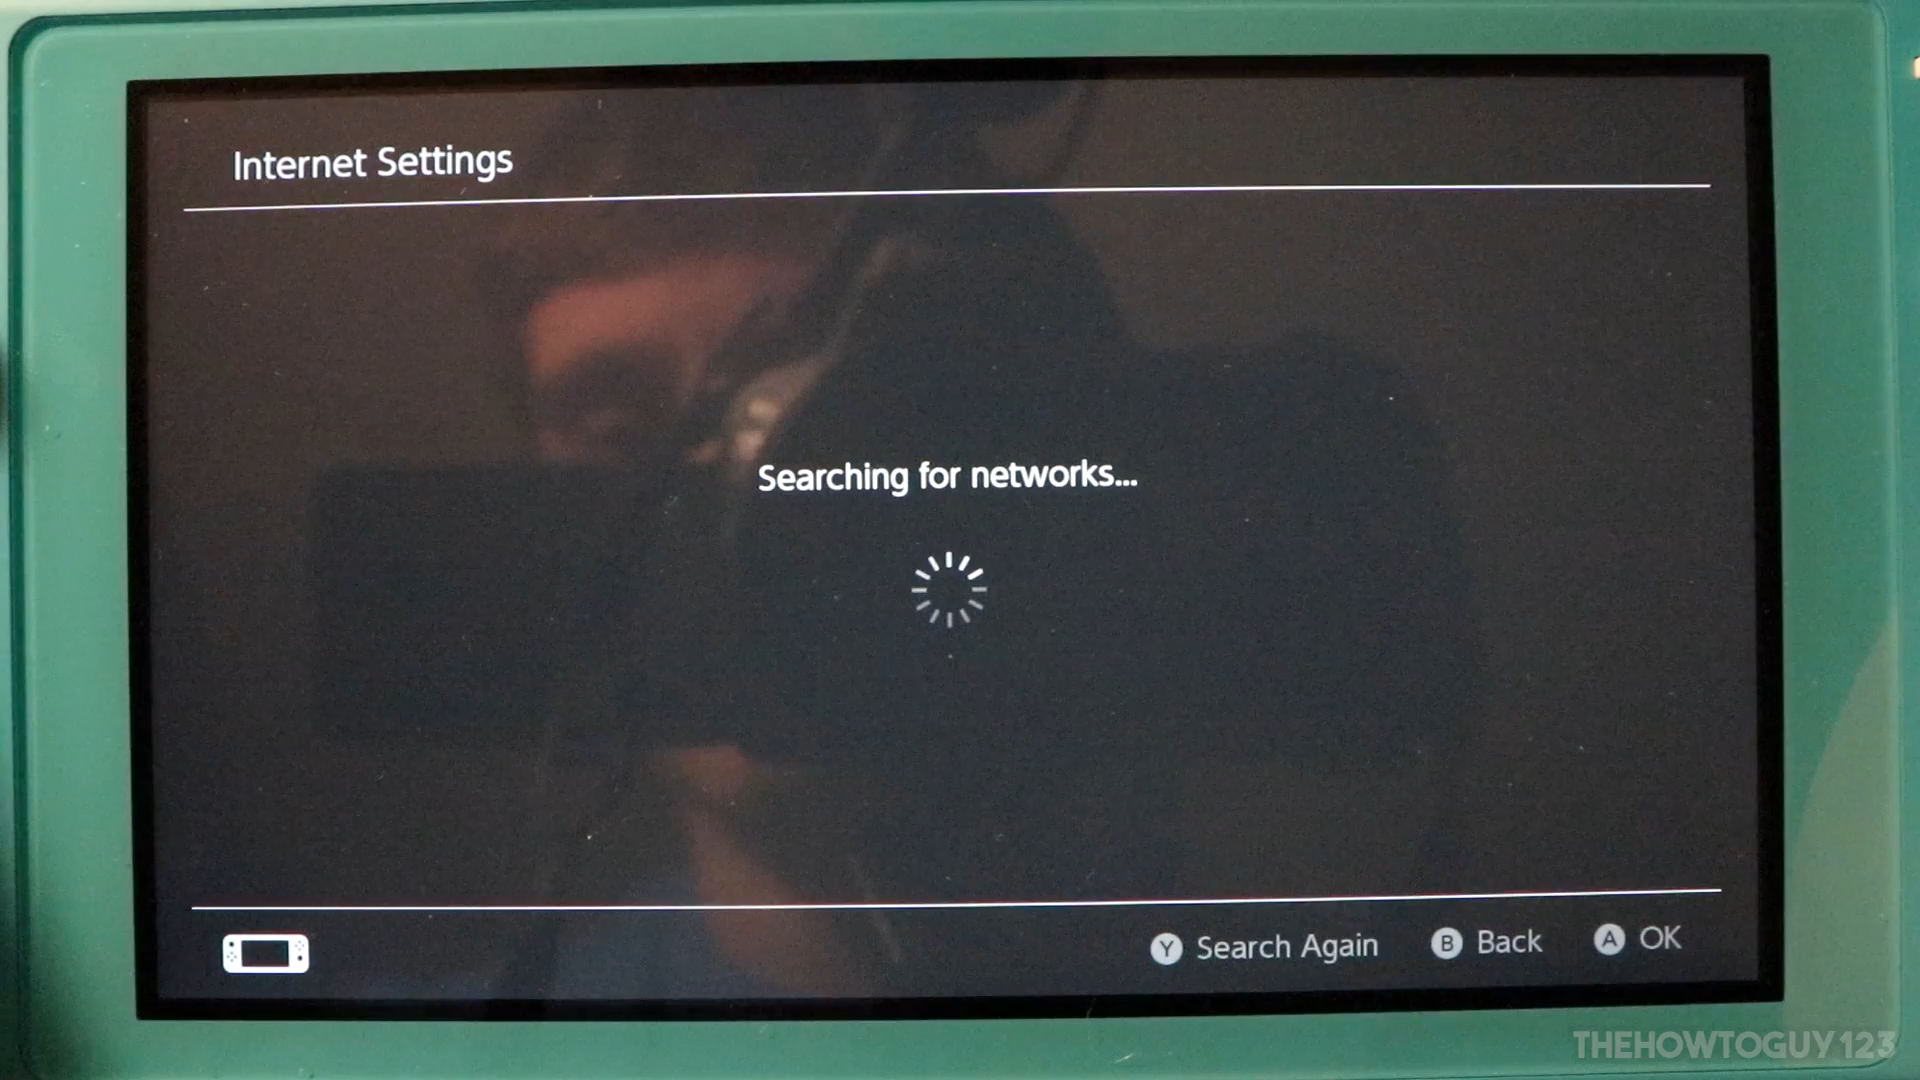 Internet Settings
Searching for networks...
Y Search Again B Back A OK
THEHOWTOGUY123